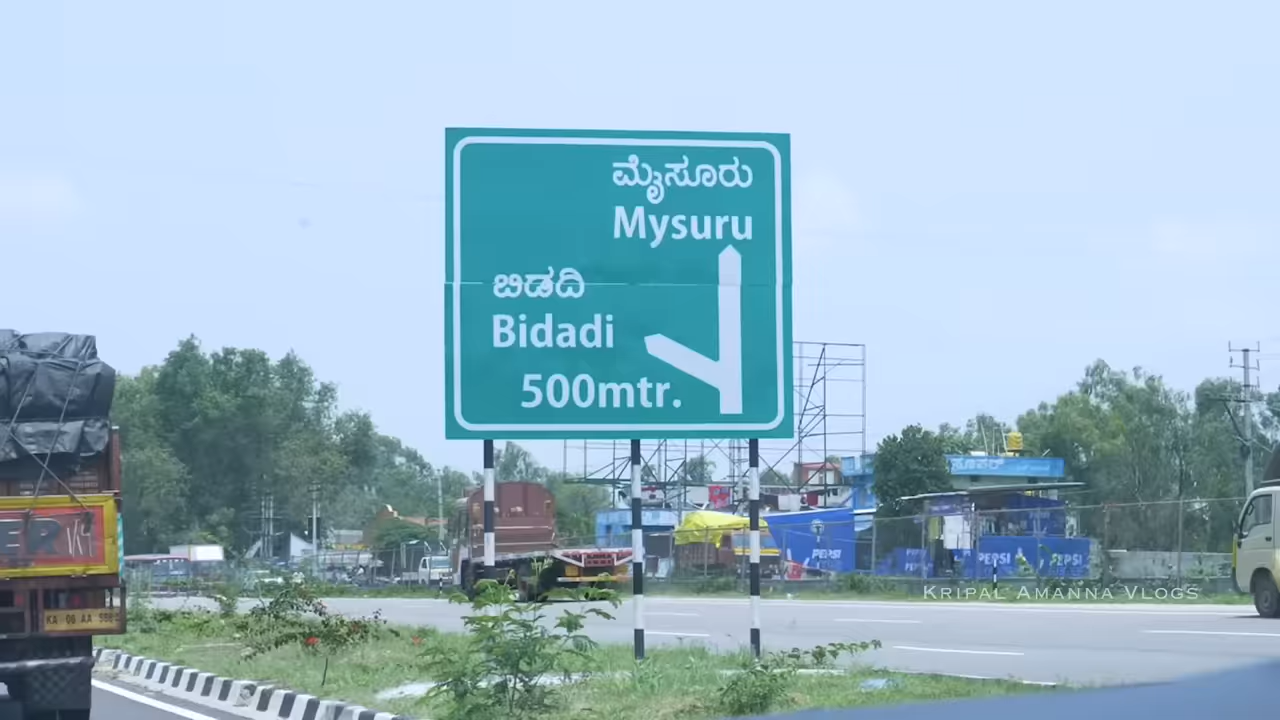 ಮೈಸೂರು
Mysuru
ಬಿಡದಿ
Bidadi
500mtr.
PEPSI
PEPSI
PEPSI
KRIPAL AMANNA VLOGS